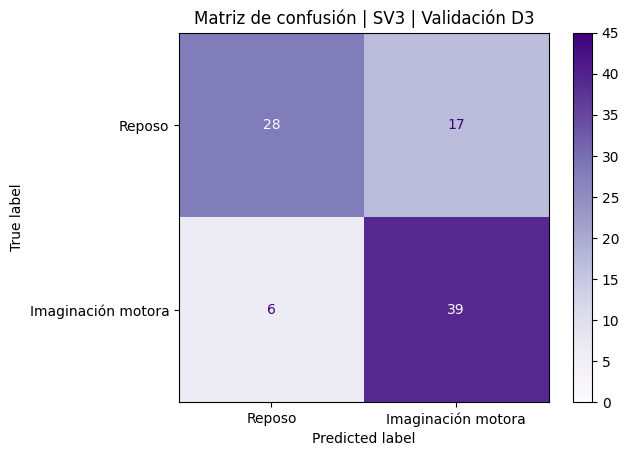 Matriz de confusión | SV3 | Validación D3
True label
Reposo
28
17
Imaginación motora
6
39
Reposo
Imaginación motora
Predicted label
45
40
35
30
25
20
15
10
5
0